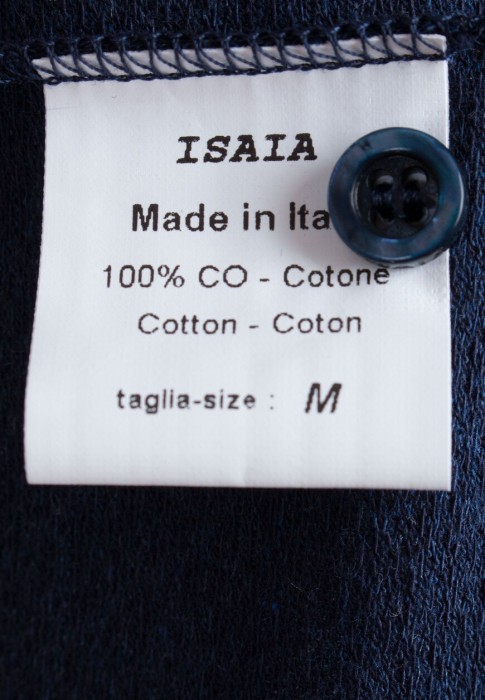 ISAIA
Made in Ita
100% CO - Cotone
Cotton - Coton
taglia-size : M